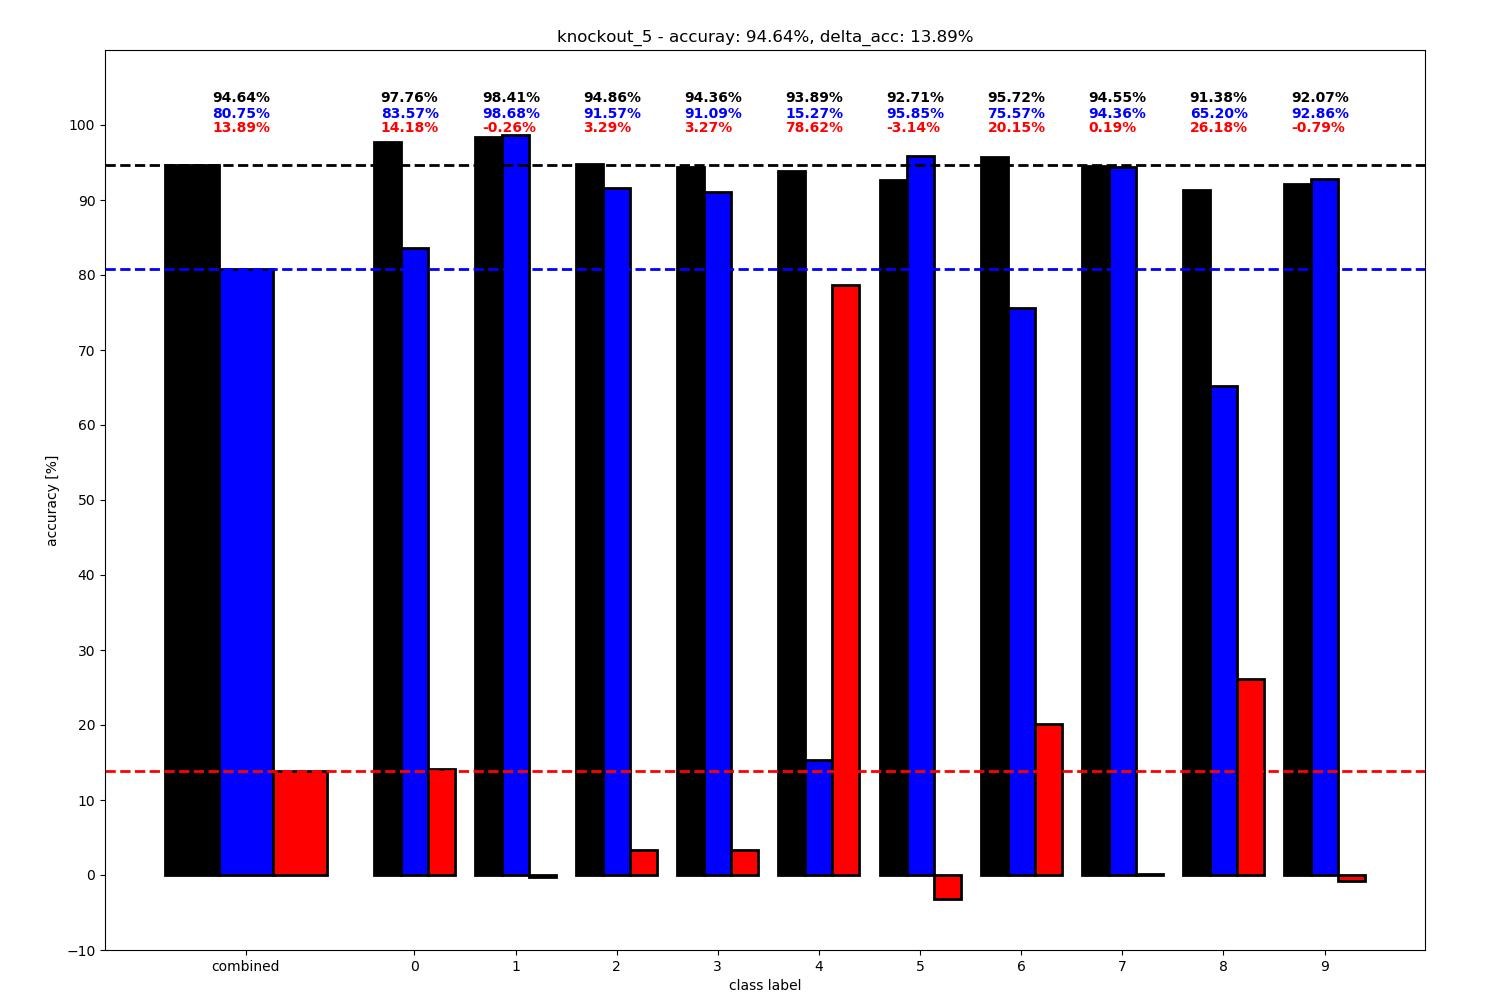 knockout_5 - accuray: 94.64%, delta_acc: 13.89%
94.64% 97.76% 98.41% 94.86% 94.36% 93.89% 92.71% 95.72% 94.55% 91.38% 92.07%
80.75% 83.57% 98.68% 91.57% 91.09% 15.27% 95.85% 75.57% 94.36% 65.20% 92.86%
13.89% 14.18% -0.26% 3.29% 3.27% 78.62% -3.14% 20.15% 0.19% 26.18% -0.79%
100
90
80
70
60
50
40
30
20
10
0
−10
accuracy [%]
combined 0 1 2 3 4 5 6 7 8 9
class label